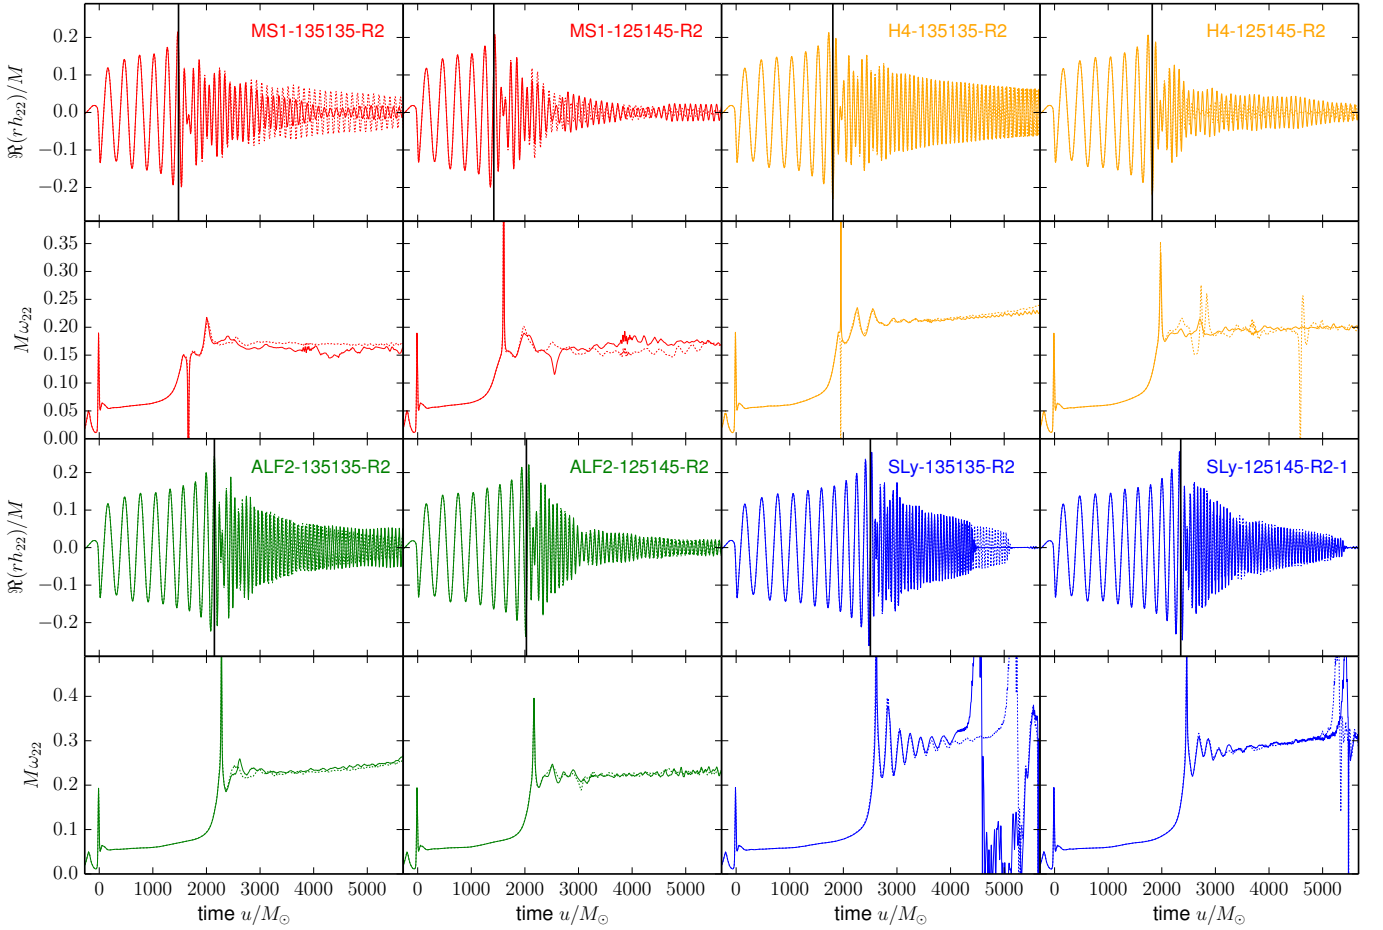 MS1-135135-R2 MS1-125145-R2 H4-135135-R2 H4-125145-R2
ℜ(rh₂₂)/M
0.2
0.1
0.0
−0.1
−0.2
Mω₂₂
0.35
0.30
0.25
0.20
0.15
0.10
0.05
0.00
ALF2-135135-R2 ALF2-125145-R2 SLy-135135-R2 SLy-125145-R2-1
ℜ(rh₂₂)/M
0.2
0.1
0.0
−0.1
−0.2
Mω₂₂
0.4
0.3
0.2
0.1
0.0
0 1000 2000 3000 4000 5000 0 1000 2000 3000 4000 5000 0 1000 2000 3000 4000 5000 0 1000 2000 3000 4000 5000
time u/M⊙ time u/M⊙ time u/M⊙ time u/M⊙